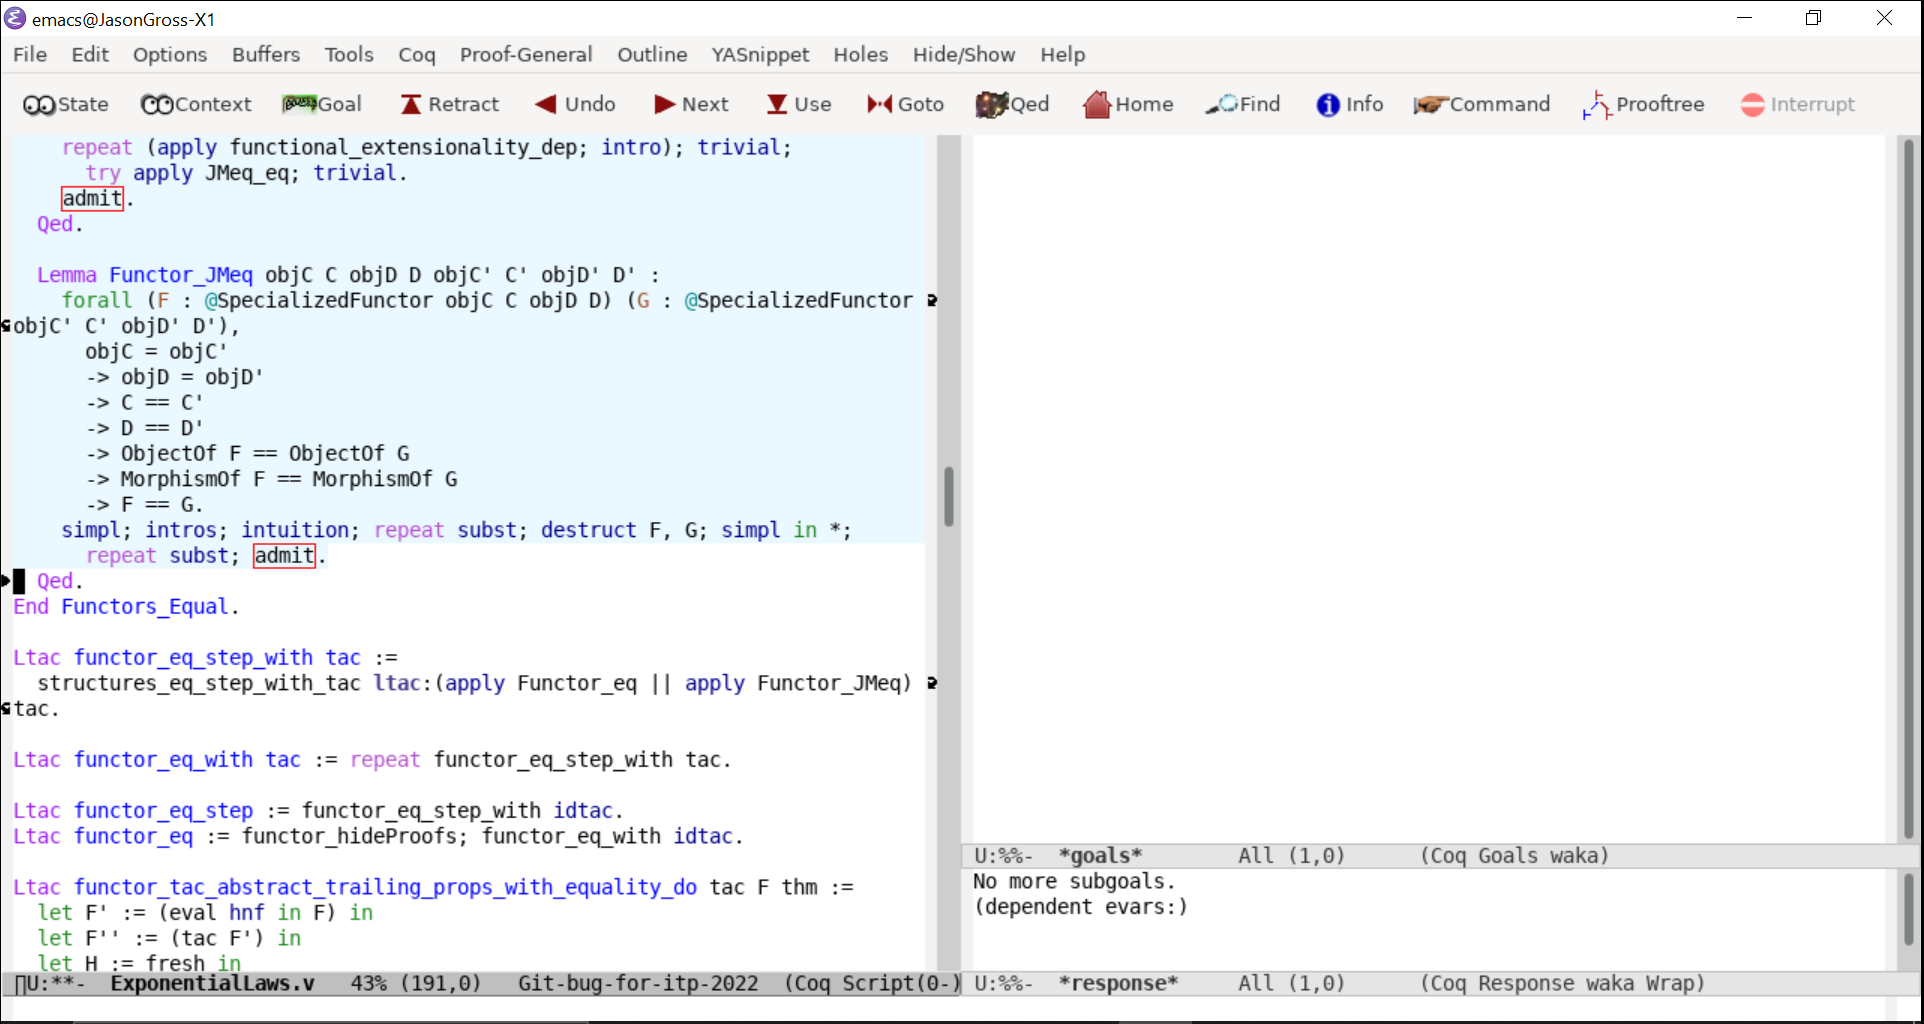 emacs@JasonGross-X1
File Edit Options Buffers Tools Coq Proof-General Outline YASnippet Holes Hide/Show Help
State Context Goal Retract Undo Next Use Goto Qed Home Find Info Command Prooftree Interrupt
repeat (apply functional_extensionality_dep; intro); trivial;
try apply JMeq_eq; trivial.
admit.
Qed.
Lemma Functor_JMeq objC C objD D objC' C' objD' D' :
forall (F : @SpecializedFunctor objC C objD D) (G : @SpecializedFunctor
objC' C' objD' D'),
objC = objC'
-> objD = objD'
-> C == C'
-> D == D'
-> ObjectOf F == ObjectOf G
-> MorphismOf F == MorphismOf G
-> F == G.
simpl; intros; intuition; repeat subst; destruct F, G; simpl in *;
repeat subst; admit.
Qed.
End Functors_Equal.
Ltac functor_eq_step_with tac :=
structures_eq_step_with_tac ltac:(apply Functor_eq || apply Functor_JMeq)
tac.
Ltac functor_eq_with tac := repeat functor_eq_step_with tac.
Ltac functor_eq_step := functor_eq_step_with idtac.
Ltac functor_eq := functor_hideProofs; functor_eq_with idtac.
Ltac functor_tac_abstract_trailing_props_with_equality_do tac F thm :=
let F' := (eval hnf in F) in
let F'' := (tac F') in
let H := fresh in
U:**- ExponentialLaws.v 43% (191,0) Git-bug-for-itp-2022 (Coq Script(0-)
U:%%- *goals* All (1,0) (Coq Goals waka)
No more subgoals.
(dependent evars:)
U:%%- *response* All (1,0) (Coq Response waka Wrap)